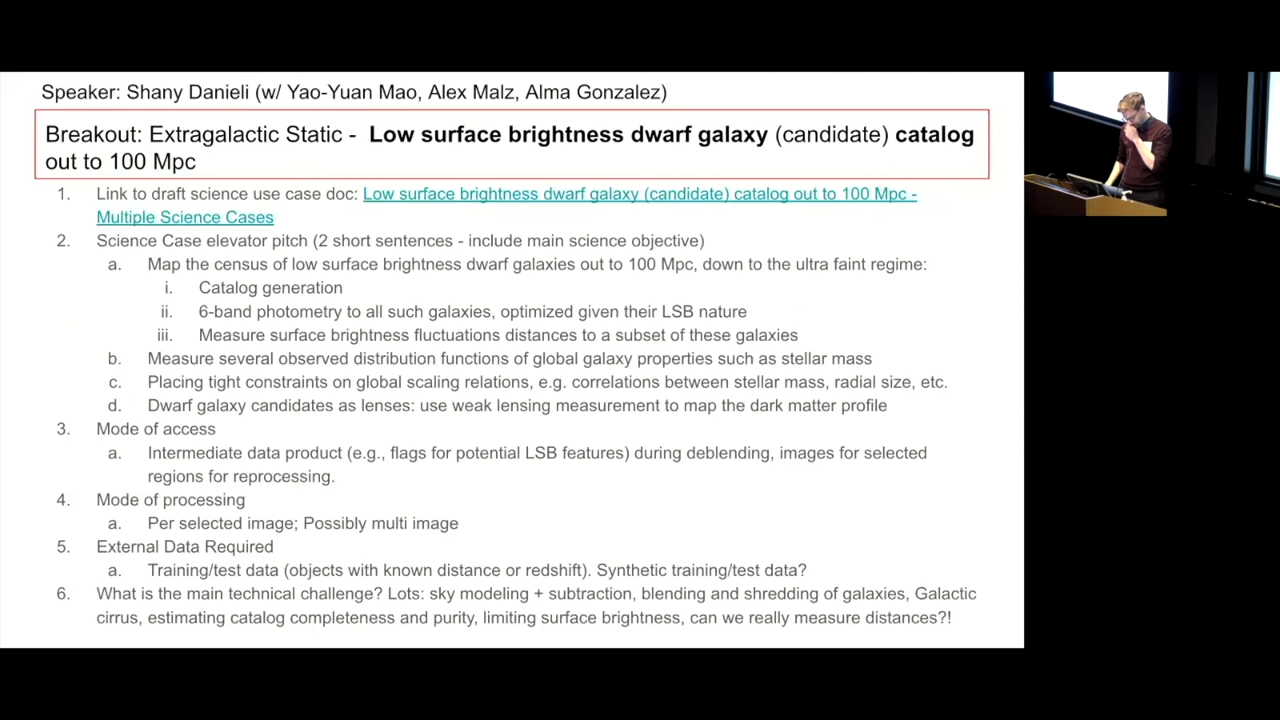 Speaker: Shany Danieli (w/ Yao-Yuan Mao, Alex Malz, Alma Gonzalez)
Breakout: Extragalactic Static - Low surface brightness dwarf galaxy (candidate) catalog
out to 100 Mpc
1. Link to draft science use case doc: Low surface brightness dwarf galaxy (candidate) catalog out to 100 Mpc -
Multiple Science Cases
2. Science Case elevator pitch (2 short sentences - include main science objective)
a. Map the census of low surface brightness dwarf galaxies out to 100 Mpc, down to the ultra faint regime:
i. Catalog generation
ii. 6-band photometry to all such galaxies, optimized given their LSB nature
iii. Measure surface brightness fluctuations distances to a subset of these galaxies
b. Measure several observed distribution functions of global galaxy properties such as stellar mass
c. Placing tight constraints on global scaling relations, e.g. correlations between stellar mass, radial size, etc.
d. Dwarf galaxy candidates as lenses: use weak lensing measurement to map the dark matter profile
3. Mode of access
a. Intermediate data product (e.g., flags for potential LSB features) during deblending, images for selected
regions for reprocessing.
4. Mode of processing
a. Per selected image; Possibly multi image
5. External Data Required
a. Training/test data (objects with known distance or redshift). Synthetic training/test data?
6. What is the main technical challenge? Lots: sky modeling + subtraction, blending and shredding of galaxies, Galactic
cirrus, estimating catalog completeness and purity, limiting surface brightness, can we really measure distances?!